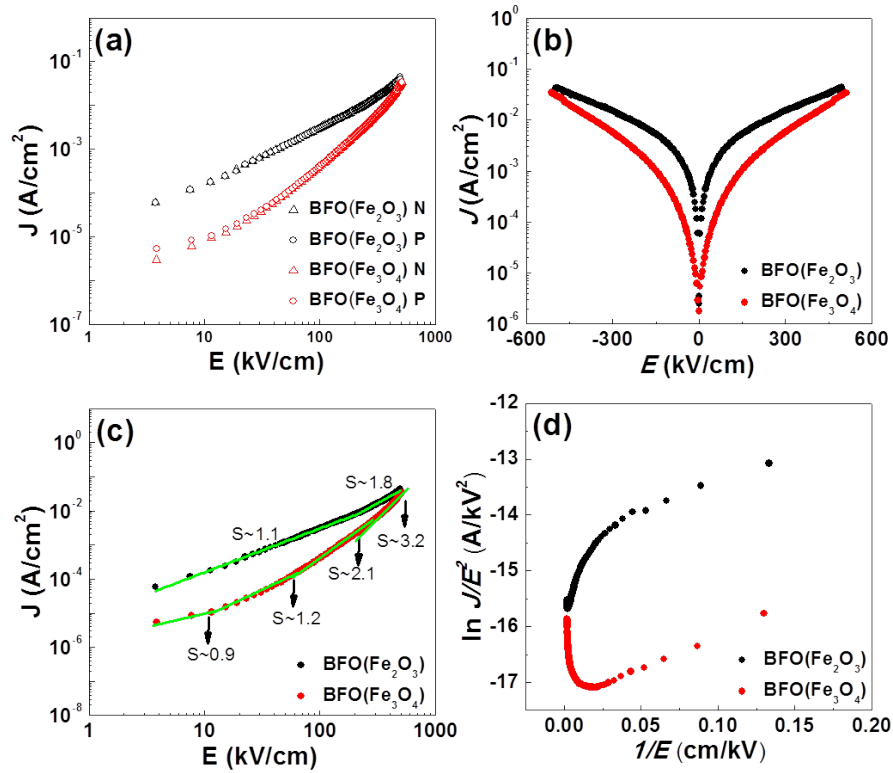 (a)
J (A/cm²)
10⁻¹
10⁻³
10⁻⁵
10⁻⁷
BFO(Fe₂O₃) N
BFO(Fe₂O₃) P
BFO(Fe₃O₄) N
BFO(Fe₃O₄) P
1 10 100 1000
E (kV/cm)
(b)
J (A/cm²)
10⁰
10⁻¹
10⁻²
10⁻³
10⁻⁴
10⁻⁵
10⁻⁶
BFO(Fe₂O₃)
BFO(Fe₃O₄)
-600 -300 0 300 600
E (kV/cm)
(c)
J (A/cm²)
10⁰
10⁻²
10⁻⁴
10⁻⁶
10⁻⁸
S~1.8
S~1.1
S~3.2
S~2.1
S~1.2
S~0.9
BFO(Fe₂O₃)
BFO(Fe₃O₄)
1 10 100 1000
E (kV/cm)
(d)
ln J/E² (A/kV²)
-12
-13
-14
-15
-16
-17
BFO(Fe₂O₃)
BFO(Fe₃O₄)
0.00 0.05 0.10 0.15 0.20
1/E (cm/kV)